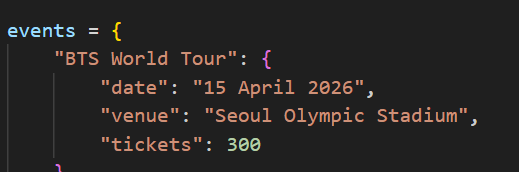 events = {
    "BTS World Tour": {
        "date": "15 April 2026",
        "venue": "Seoul Olympic Stadium",
        "tickets": 300
    }